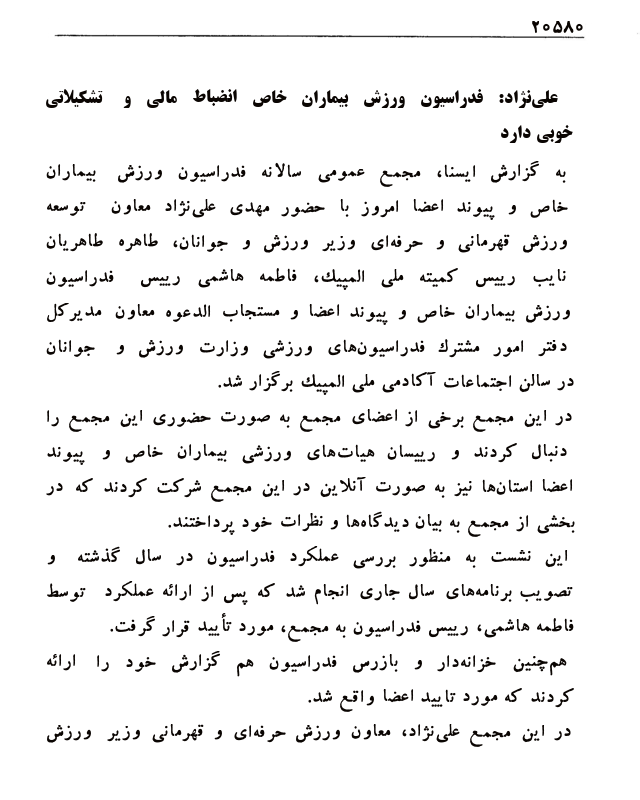 ۲۰۵۸۰
علی‌نژاد: فدراسیون ورزش بیماران خاص انضباط مالی و تشکیلاتی
خوبی دارد
به گزارش ایسنا، مجمع عمومی سالانه فدراسیون ورزش بیماران
خاص و پیوند اعضا امروز با حضور مهدی علی‌نژاد معاون توسعه
ورزش قهرمانی و حرفه‌ای وزیر ورزش و جوانان، طاهره طاهریان
نایب رییس کمیته ملی المپیک، فاطمه هاشمی رییس فدراسیون
ورزش بیماران خاص و پیوند اعضا و مستجاب الدعوه معاون مدیرکل
دفتر امور مشترک فدراسیون‌های ورزشی وزارت ورزش و جوانان
در سالن اجتماعات آکادمی ملی المپیک برگزار شد.
در این مجمع برخی از اعضای مجمع به صورت حضوری این مجمع را
دنبال کردند و رییسان هیات‌های ورزشی بیماران خاص و پیوند
اعضا استان‌ها نیز به صورت آنلاین در این مجمع شرکت کردند که در
بخشی از مجمع به بیان دیدگاه‌ها و نظرات خود پرداختند.
این نشست به منظور بررسی عملکرد فدراسیون در سال گذشته و
تصویب برنامه‌های سال جاری انجام شد که پس از ارائه عملکرد توسط
فاطمه هاشمی، رییس فدراسیون به مجمع، مورد تأیید قرار گرفت.
هم‌چنین خزانه‌دار و بازرس فدراسیون هم گزارش خود را ارائه
کردند که مورد تایید اعضا واقع شد.
در این مجمع علی‌نژاد، معاون ورزش حرفه‌ای و قهرمانی وزیر ورزش